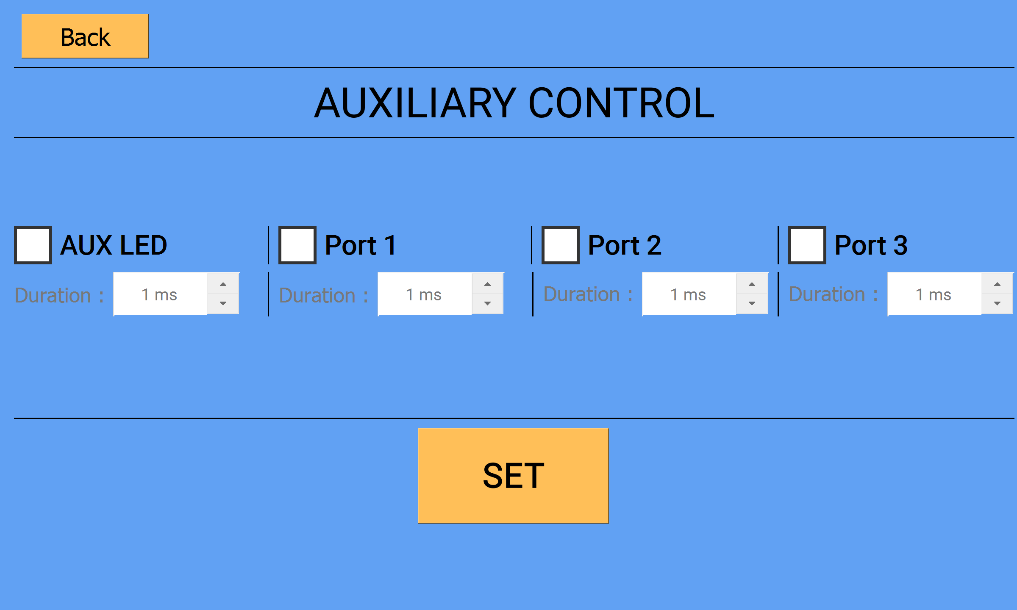 Back
AUXILIARY CONTROL
AUX LED Port 1 Port 2 Port 3
Duration : 1 ms Duration : 1 ms Duration : 1 ms Duration : 1 ms
SET